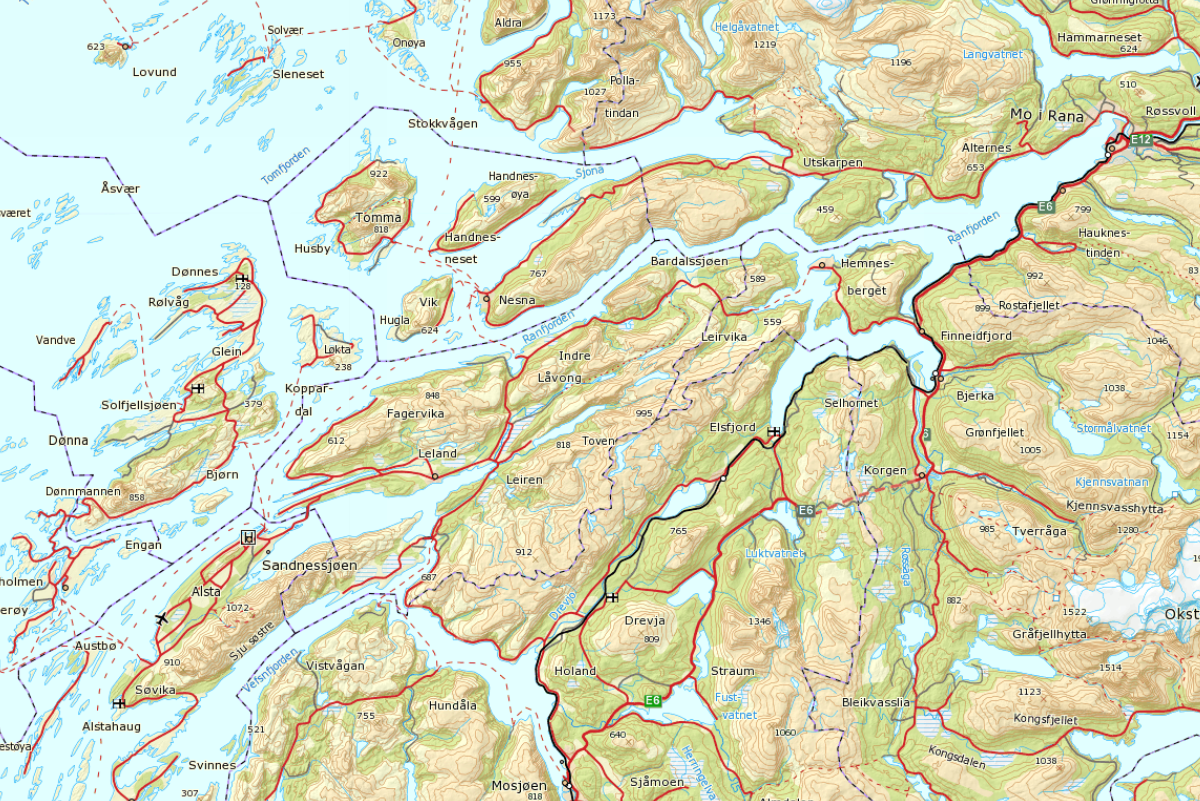 Aldra
1173
Helgåvatnet
1219
Hammarneset
624
Solvær
Onøya
623
Lovund
Sleneset
955
Polla-
tindan
1027
1196
Langvatnet
510
Røssvoll
Mo i Rana
E12
Stokkvågen
Tomfjorden
Sjona
Utskarpen
Alternes
653
Åsvær
922
Tomma
818
Handnes-
øya
599
459
E6
799
Hauknes-
tinden
Ranfjorden
Husby
Handnes-
neset
767
Bardalssjøen
589
Hemnes-
berget
992
Dønnes
128
Rølvåg
Vik
Hugla
624
Nesna
899
Rostafjellet
Ranfjorden
559
Leirvika
Finneidfjord
1046
Vandve
Glein
Løkta
238
Indre
Låvong
Koppar-
dal
848
Fagervika
995
Selhornet
Bjerka
1038
Solfjellsjøen
379
612
Elsfjord
Stormålvatnet
Grønfjellet
1154
1005
Dønna
Leland
818
Toven
Korgen
Bjørn
Leiren
Kjennsvatnan
Dønnmannen
858
Kjennsvasshytta
E6
985
Tverråga
1280
765
Engan
912
Luktvatnet
Røssåga
Sandnessjøen
687
holmen
Alsta
1072
Drevjo
Drevja
809
1346
882
1522
Okst
Gråfjellhytta
Austbø
Sju søstre
910
Vefsnfjorden
Vistvågan
Holand
Straum
1514
Søvika
E6
Fust-
vatnet
Bleikvasslia
1123
Kongsfjellet
Alstahaug
Hundåla
755
521
640
1060
Kongsdalen
1038
Svinnes
307
Mosjøen
818
Sjåmoen